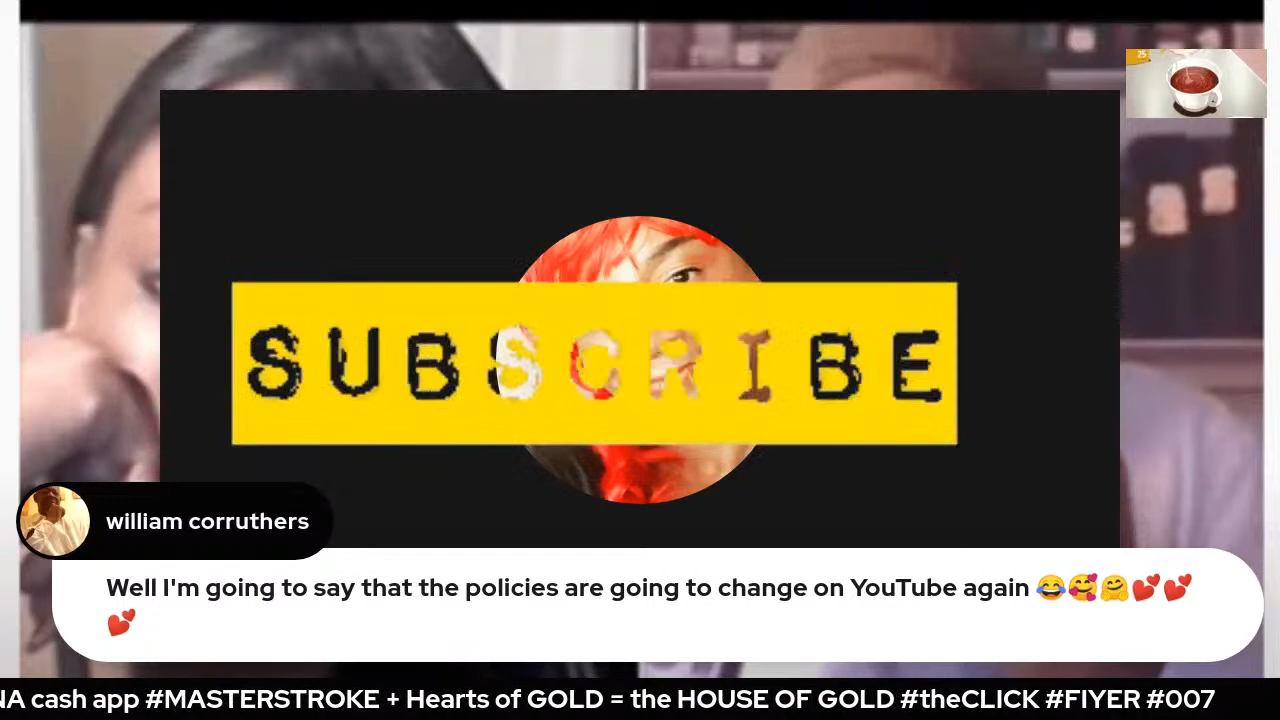 25
SUBSCRIBE
william corruthers
Well I'm going to say that the policies are going to change on YouTube again 😂🥰🤗💕💕
💕
NA cash app #MASTERSTROKE + Hearts of GOLD = the HOUSE OF GOLD #theCLICK #FIYER #007